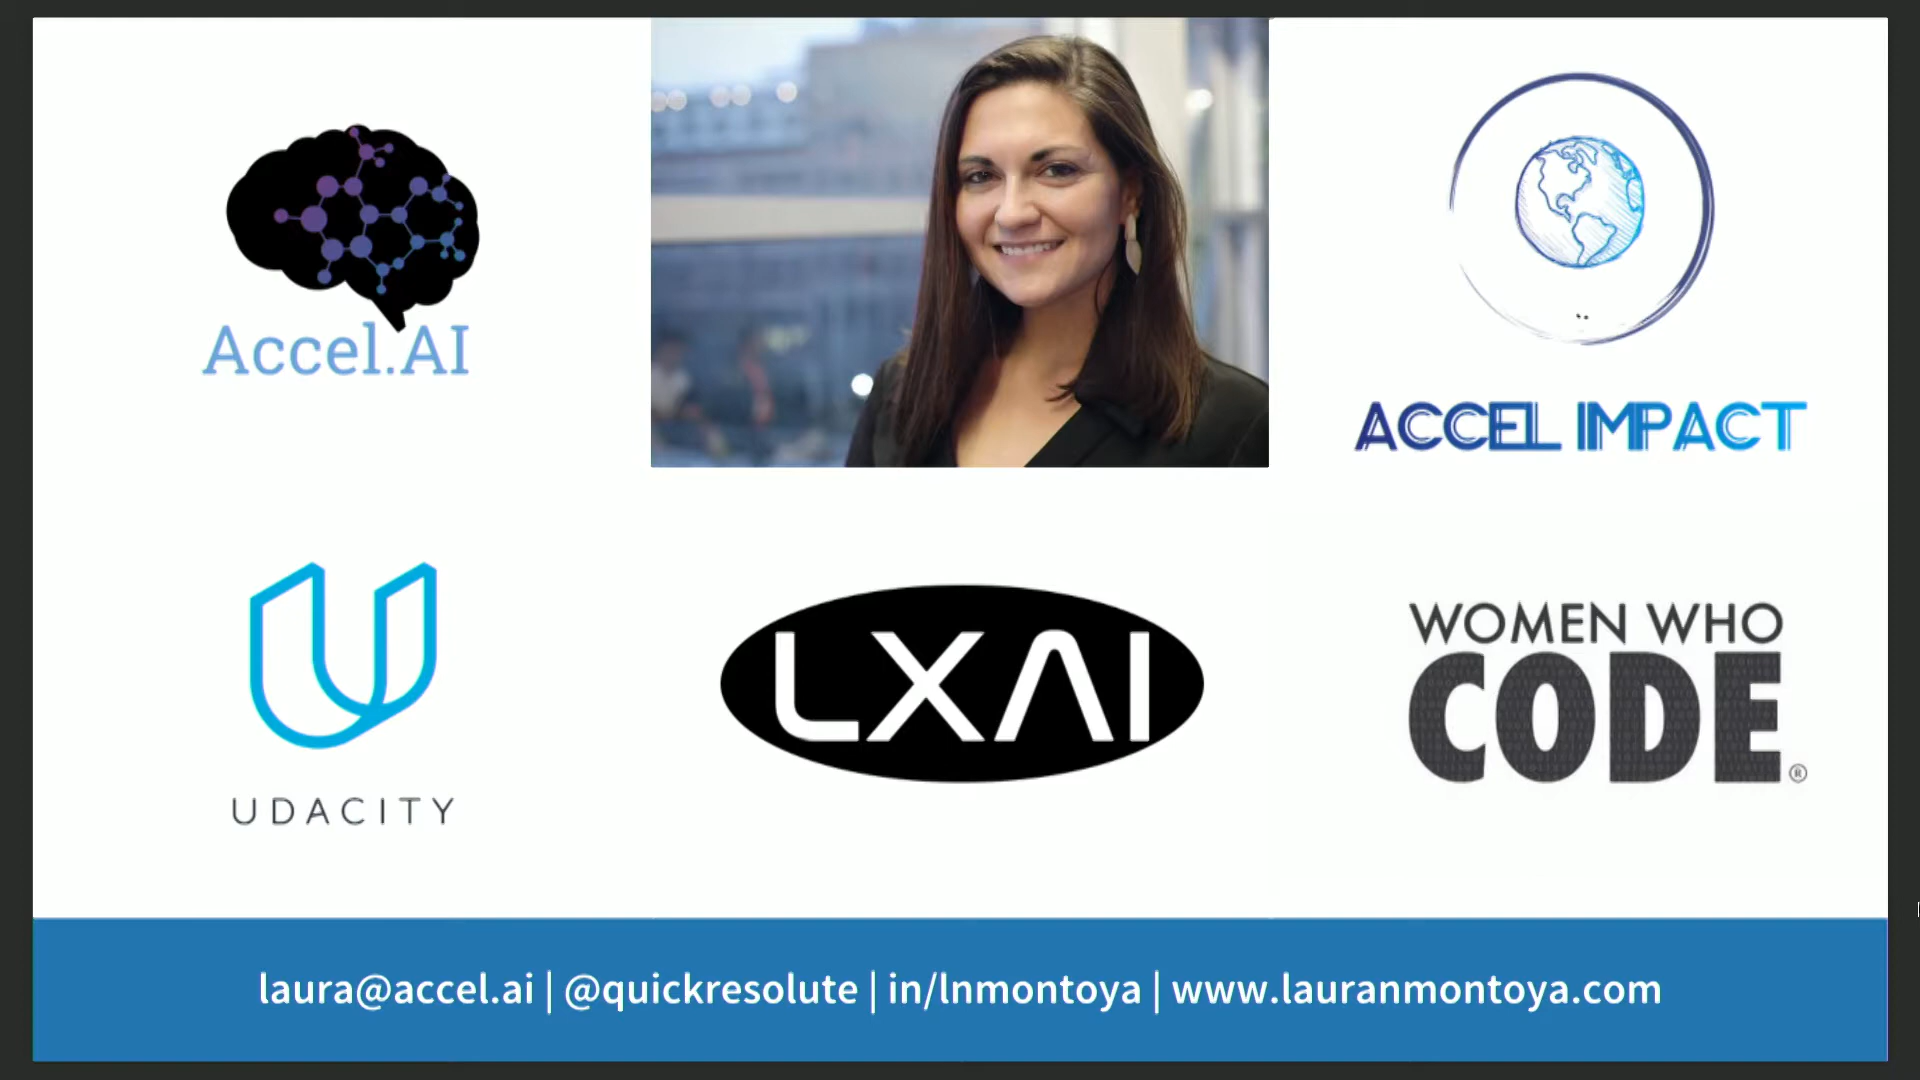 Accel.AI
ACCEL IMPACT
UDACITY
LXAI
WOMEN WHO
CODE®
laura@accel.ai | @quickresolute | in/lnmontoya | www.lauranmontoya.com